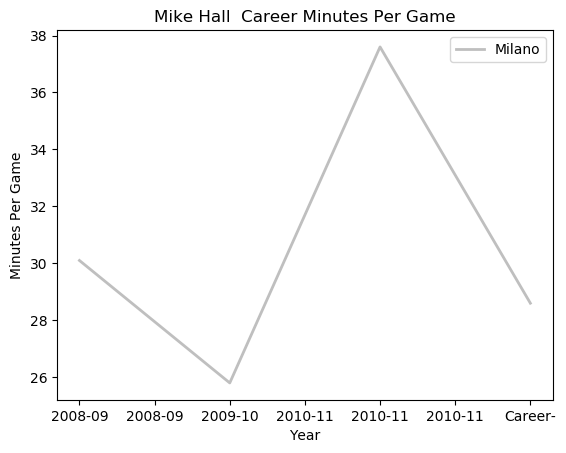 Mike Hall  Career Minutes Per Game
Milano
Minutes Per Game
38
36
34
32
30
28
26
2008-09 2008-09 2009-10 2010-11 2010-11 2010-11 Career-
Year